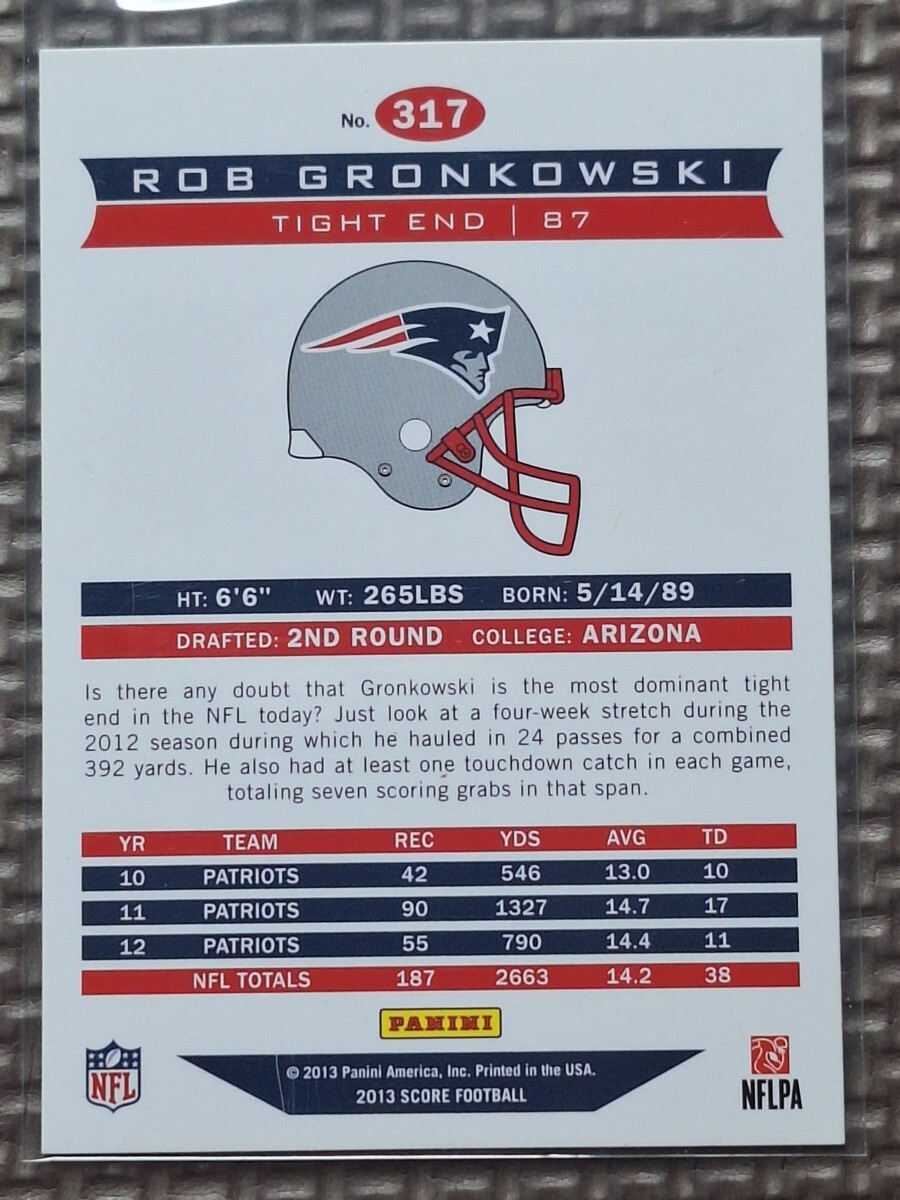 No. 317
ROB GRONKOWSKI
TIGHT END | 87
HT: 6'6" WT: 265LBS BORN: 5/14/89
DRAFTED: 2ND ROUND COLLEGE: ARIZONA
Is there any doubt that Gronkowski is the most dominant tight
end in the NFL today? Just look at a four-week stretch during the
2012 season during which he hauled in 24 passes for a combined
392 yards. He also had at least one touchdown catch in each game,
totaling seven scoring grabs in that span.
YR TEAM REC YDS AVG TD
10 PATRIOTS 42 546 13.0 10
11 PATRIOTS 90 1327 14.7 17
12 PATRIOTS 55 790 14.4 11
NFL TOTALS 187 2663 14.2 38
PANINI
NFL
© 2013 Panini America, Inc. Printed in the USA.
2013 SCORE FOOTBALL
NFLPA